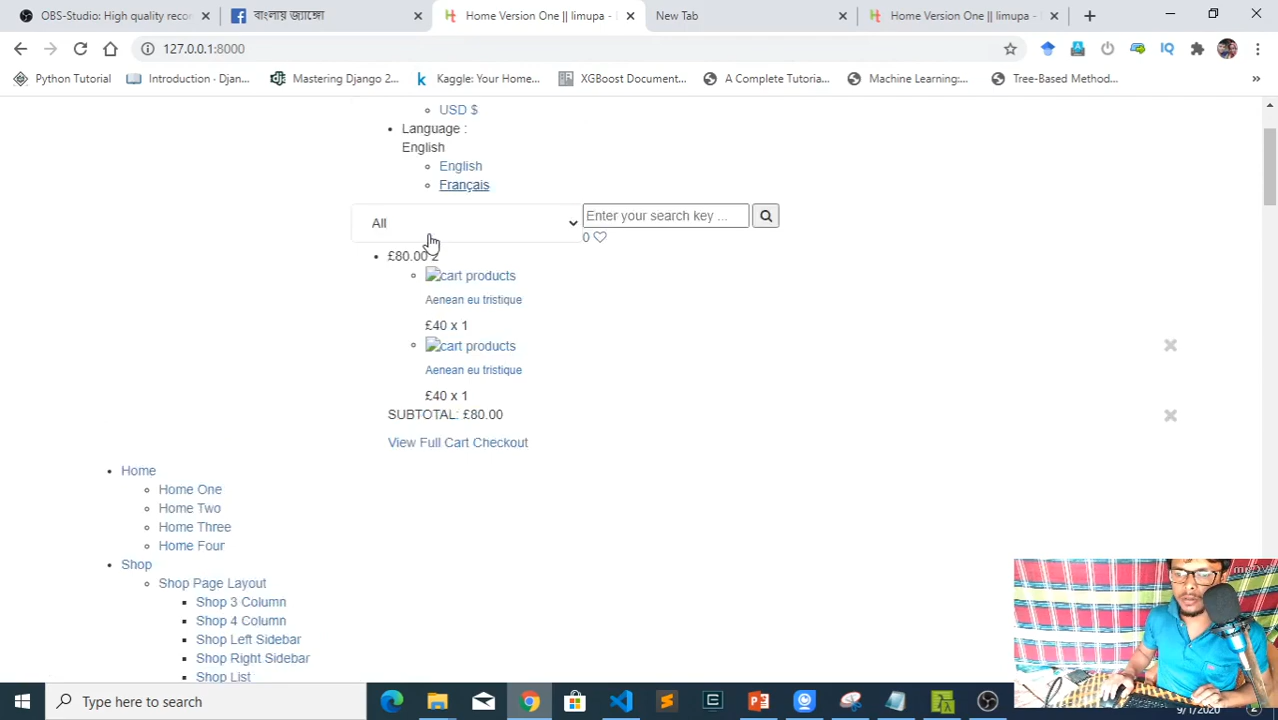 OBS-Studio: High quality recor
বাংলায় জ্যাঙ্গো
Home Version One || limupa - E
New Tab
Home Version One || limupa - E
127.0.0.1:8000
Python Tutorial
Introduction · Djan...
Mastering Django 2...
Kaggle: Your Home...
XGBoost Document...
A Complete Tutoria...
Machine Learning:...
Tree-Based Method...
USD $
Language :
English
English
Français
All
Enter your search key ...
0
£80.00 2
cart products
Aenean eu tristique
£40 x 1
cart products
Aenean eu tristique
£40 x 1
SUBTOTAL: £80.00
View Full Cart Checkout
Home
Home One
Home Two
Home Three
Home Four
Shop
Shop Page Layout
Shop 3 Column
Shop 4 Column
Shop Left Sidebar
Shop Right Sidebar
Shop List
Type here to search
9/1/2020